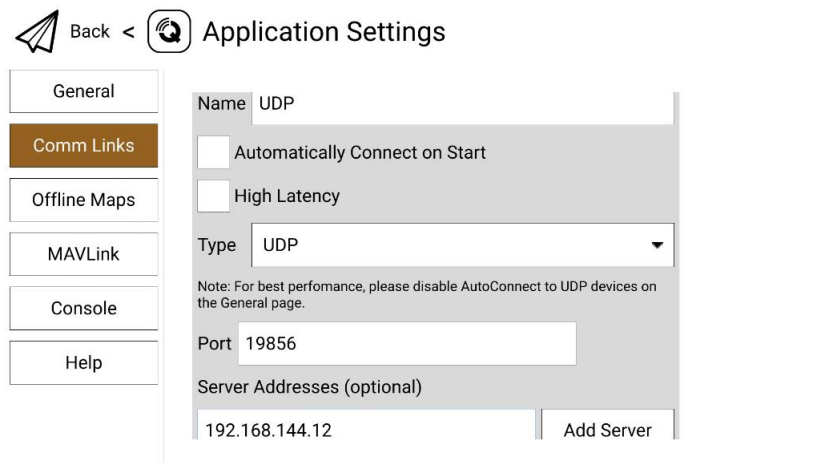 Back < Application Settings
General
Comm Links
Offline Maps
MAVLink
Console
Help
Name UDP
Automatically Connect on Start
High Latency
Type UDP
Note: For best perfomance, please disable AutoConnect to UDP devices on
the General page.
Port 19856
Server Addresses (optional)
192.168.144.12 Add Server